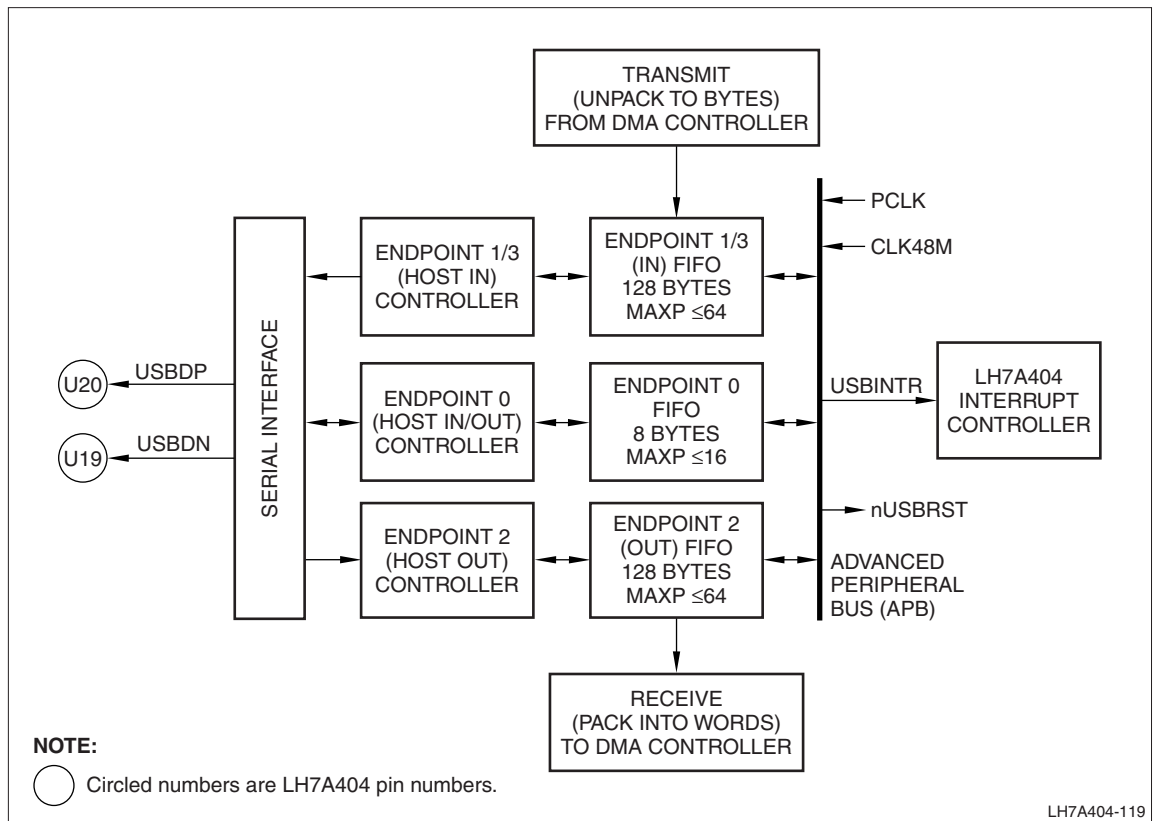 TRANSMIT
(UNPACK TO BYTES)
FROM DMA CONTROLLER
PCLK
CLK48M
ENDPOINT 1/3
(HOST IN)
CONTROLLER
ENDPOINT 1/3
(IN) FIFO
128 BYTES
MAXP ≤64
SERIAL INTERFACE
USBDP
U20
USBDN
U19
ENDPOINT 0
(HOST IN/OUT)
CONTROLLER
ENDPOINT 0
FIFO
8 BYTES
MAXP ≤16
USBINTR
LH7A404
INTERRUPT
CONTROLLER
ENDPOINT 2
(HOST OUT)
CONTROLLER
ENDPOINT 2
(OUT) FIFO
128 BYTES
MAXP ≤64
nUSBRST
ADVANCED
PERIPHERAL
BUS (APB)
RECEIVE
(PACK INTO WORDS)
TO DMA CONTROLLER
NOTE:
Circled numbers are LH7A404 pin numbers.
LH7A404-119